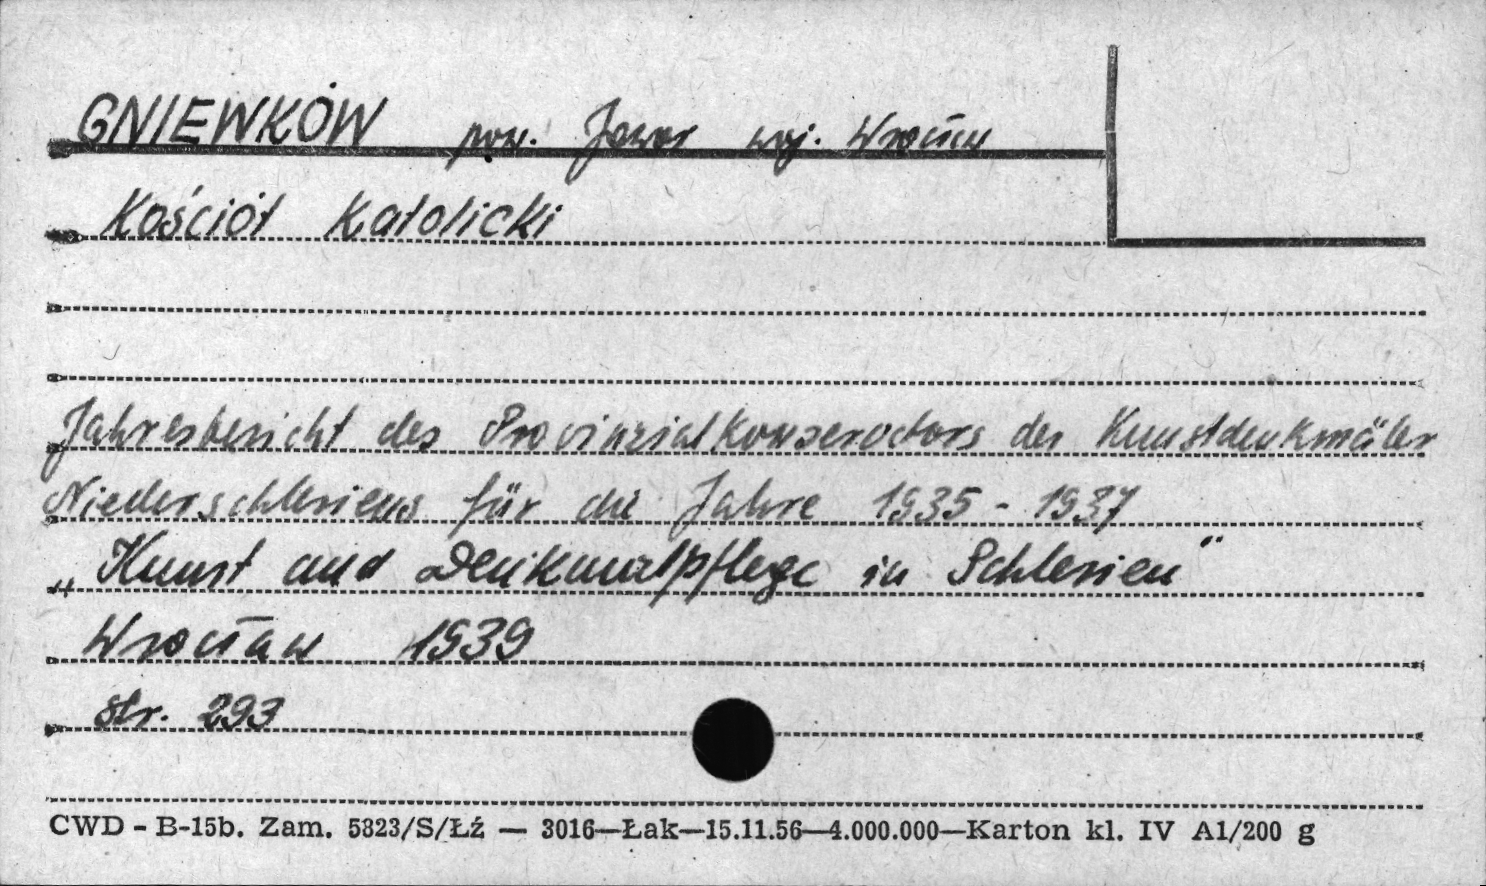 GNIEWKÓW pow. Jawor woj. Wrocław
Kościół Katolicki
Jahresbericht des Provinzialkonservators der Kunstdenkmäler
Niederschlesiens für die Jahre 1935 - 1937
„Kunst und Denkmalpflege in Schlesien"
Wrocław 1939
str. 293
CWD - B-15b. Zam. 5323/S/Łź — 3016—Łak—15.11.56—4.000.000—Karton kl. IV A1/200 g